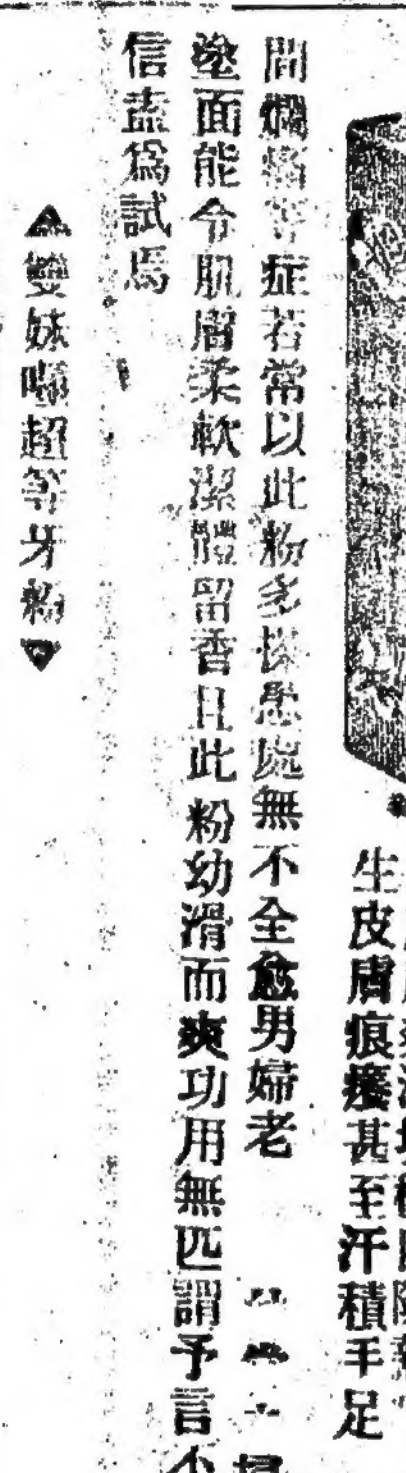 生皮膚痕癢甚至汗積手足
間爛等症若常以此粉多搽患處無不全愈男婦老
塗面能令肌膚柔軟潔體留香且此粉幼滑而爽功用無匹謂予言不
信盍爲試焉
▲雙妹嚜超等牙粉▼